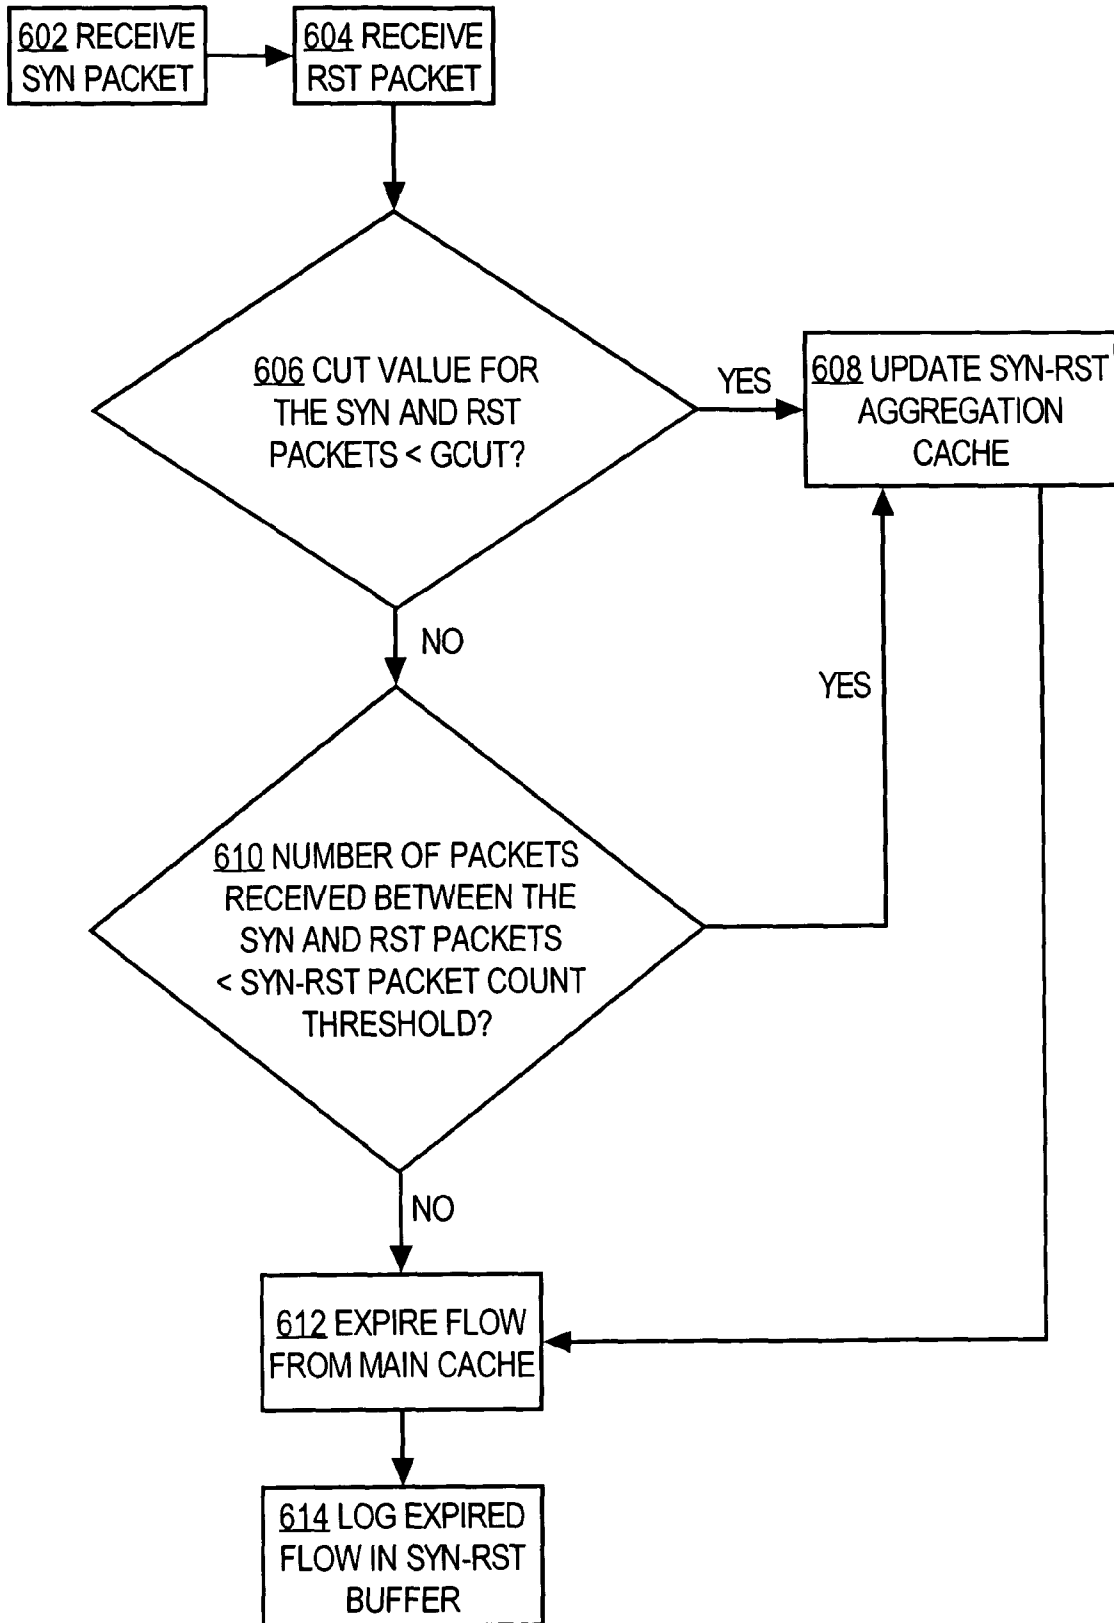 602 RECEIVE
SYN PACKET
604 RECEIVE
RST PACKET
606 CUT VALUE FOR
THE SYN AND RST
PACKETS < GCUT?
YES
608 UPDATE SYN-RST
AGGREGATION
CACHE
NO
YES
610 NUMBER OF PACKETS
RECEIVED BETWEEN THE
SYN AND RST PACKETS
< SYN-RST PACKET COUNT
THRESHOLD?
NO
612 EXPIRE FLOW
FROM MAIN CACHE
614 LOG EXPIRED
FLOW IN SYN-RST
BUFFER